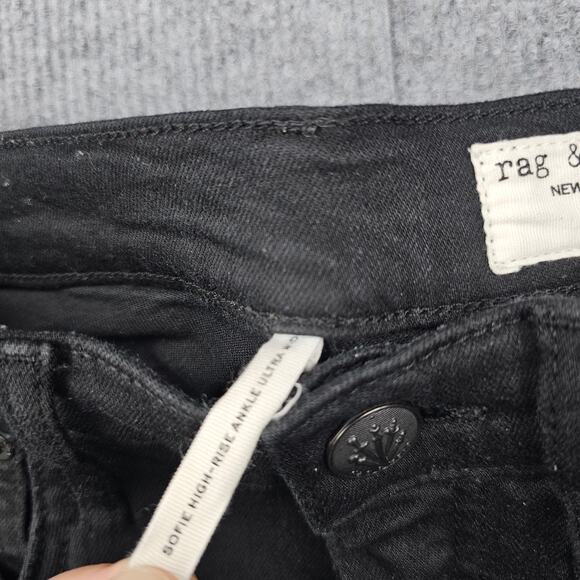 rag &
NEW
SOFIE HIGH-RISE ANKLE ULTRA